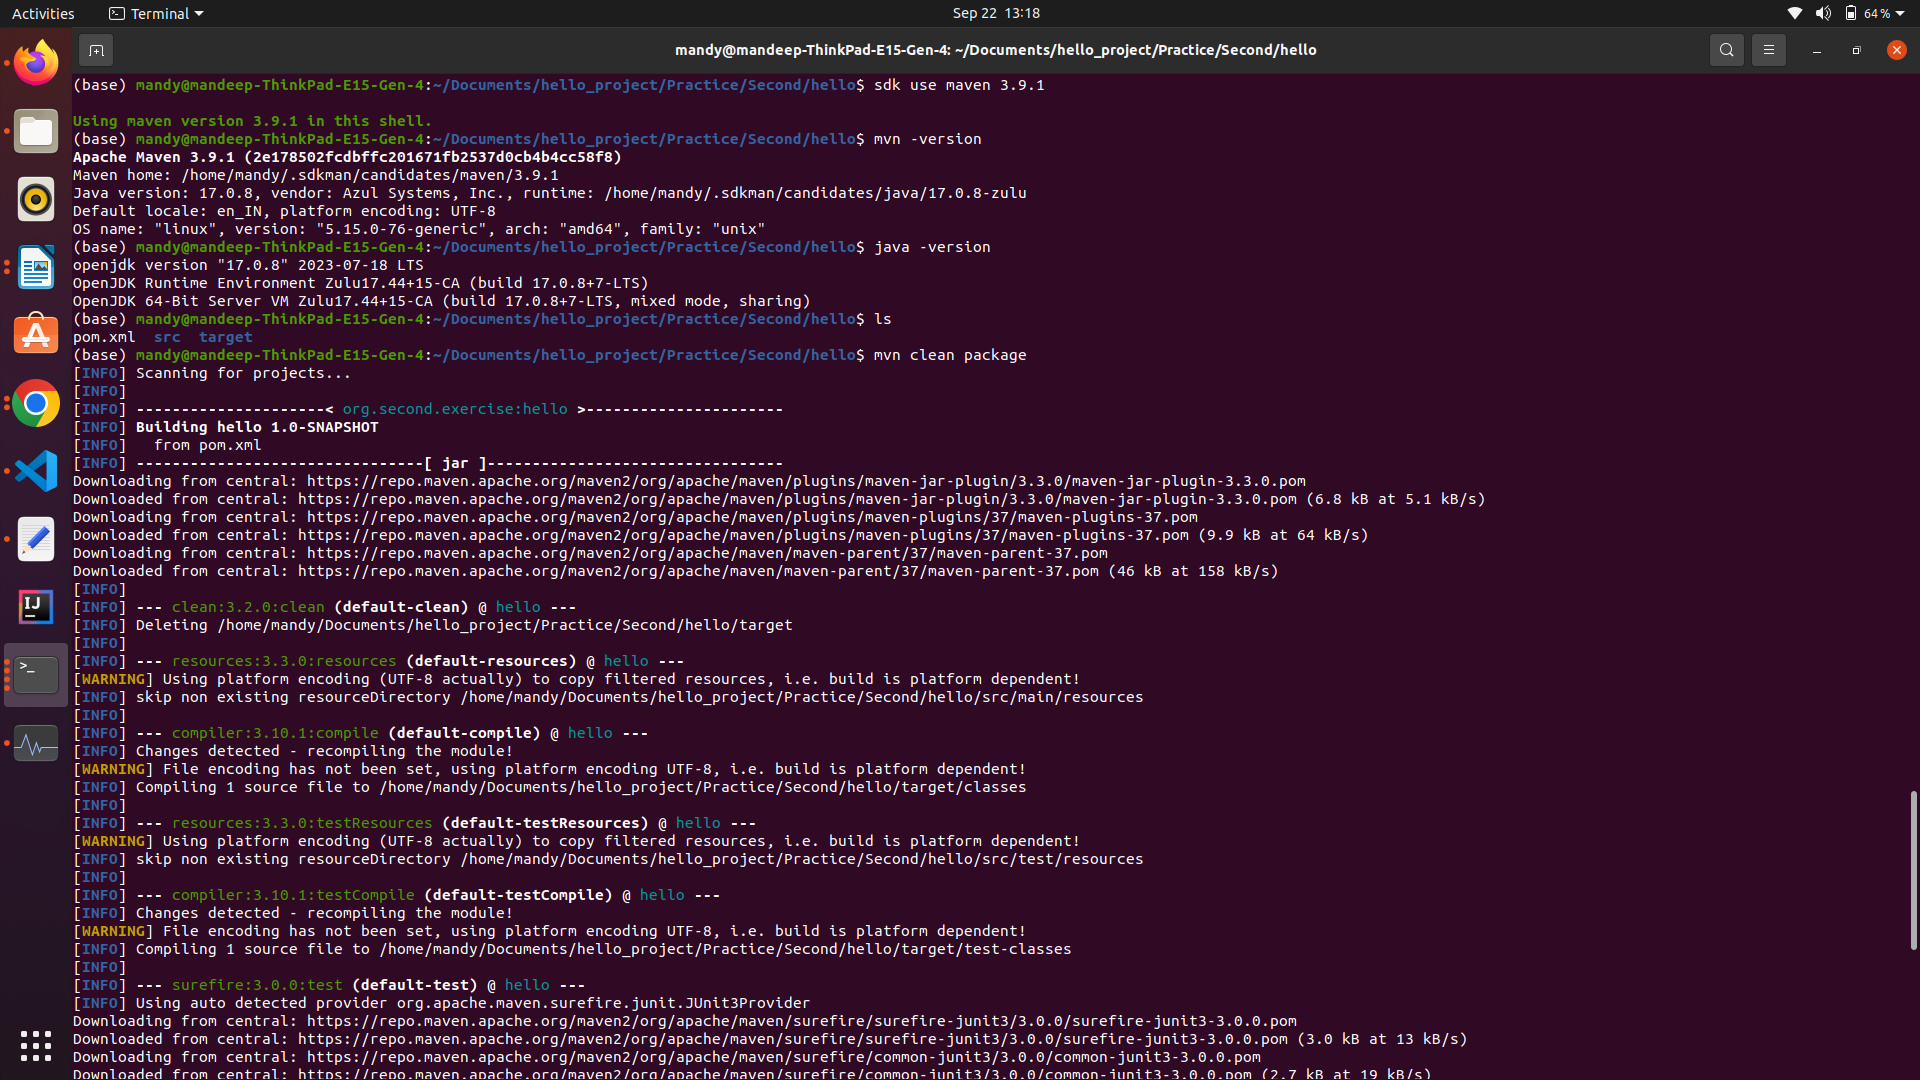 Activities
Terminal
Sep 22 13:18
64%
mandy@mandeep-ThinkPad-E15-Gen-4: ~/Documents/hello_project/Practice/Second/hello
(base) mandy@mandeep-ThinkPad-E15-Gen-4:~/Documents/hello_project/Practice/Second/hello$ sdk use maven 3.9.1
Using maven version 3.9.1 in this shell.
(base) mandy@mandeep-ThinkPad-E15-Gen-4:~/Documents/hello_project/Practice/Second/hello$ mvn -version
Apache Maven 3.9.1 (2e178502fcdbffc201671fb2537d0cb4b4cc58f8)
Maven home: /home/mandy/.sdkman/candidates/maven/3.9.1
Java version: 17.0.8, vendor: Azul Systems, Inc., runtime: /home/mandy/.sdkman/candidates/java/17.0.8-zulu
Default locale: en_IN, platform encoding: UTF-8
OS name: "linux", version: "5.15.0-76-generic", arch: "amd64", family: "unix"
(base) mandy@mandeep-ThinkPad-E15-Gen-4:~/Documents/hello_project/Practice/Second/hello$ java -version
openjdk version "17.0.8" 2023-07-18 LTS
OpenJDK Runtime Environment Zulu17.44+15-CA (build 17.0.8+7-LTS)
OpenJDK 64-Bit Server VM Zulu17.44+15-CA (build 17.0.8+7-LTS, mixed mode, sharing)
(base) mandy@mandeep-ThinkPad-E15-Gen-4:~/Documents/hello_project/Practice/Second/hello$ ls
pom.xml  src  target
(base) mandy@mandeep-ThinkPad-E15-Gen-4:~/Documents/hello_project/Practice/Second/hello$ mvn clean package
[INFO] Scanning for projects...
[INFO]
[INFO] ---------------------< org.second.exercise:hello >----------------------
[INFO] Building hello 1.0-SNAPSHOT
[INFO]   from pom.xml
[INFO] --------------------------------[ jar ]---------------------------------
Downloading from central: https://repo.maven.apache.org/maven2/org/apache/maven/plugins/maven-jar-plugin/3.3.0/maven-jar-plugin-3.3.0.pom
Downloaded from central: https://repo.maven.apache.org/maven2/org/apache/maven/plugins/maven-jar-plugin/3.3.0/maven-jar-plugin-3.3.0.pom (6.8 kB at 5.1 kB/s)
Downloading from central: https://repo.maven.apache.org/maven2/org/apache/maven/plugins/maven-plugins/37/maven-plugins-37.pom
Downloaded from central: https://repo.maven.apache.org/maven2/org/apache/maven/plugins/maven-plugins/37/maven-plugins-37.pom (9.9 kB at 64 kB/s)
Downloading from central: https://repo.maven.apache.org/maven2/org/apache/maven/maven-parent/37/maven-parent-37.pom
Downloaded from central: https://repo.maven.apache.org/maven2/org/apache/maven/maven-parent/37/maven-parent-37.pom (46 kB at 158 kB/s)
[INFO]
[INFO] --- clean:3.2.0:clean (default-clean) @ hello ---
[INFO] Deleting /home/mandy/Documents/hello_project/Practice/Second/hello/target
[INFO]
[INFO] --- resources:3.3.0:resources (default-resources) @ hello ---
[WARNING] Using platform encoding (UTF-8 actually) to copy filtered resources, i.e. build is platform dependent!
[INFO] skip non existing resourceDirectory /home/mandy/Documents/hello_project/Practice/Second/hello/src/main/resources
[INFO]
[INFO] --- compiler:3.10.1:compile (default-compile) @ hello ---
[INFO] Changes detected - recompiling the module!
[WARNING] File encoding has not been set, using platform encoding UTF-8, i.e. build is platform dependent!
[INFO] Compiling 1 source file to /home/mandy/Documents/hello_project/Practice/Second/hello/target/classes
[INFO]
[INFO] --- resources:3.3.0:testResources (default-testResources) @ hello ---
[WARNING] Using platform encoding (UTF-8 actually) to copy filtered resources, i.e. build is platform dependent!
[INFO] skip non existing resourceDirectory /home/mandy/Documents/hello_project/Practice/Second/hello/src/test/resources
[INFO]
[INFO] --- compiler:3.10.1:testCompile (default-testCompile) @ hello ---
[INFO] Changes detected - recompiling the module!
[WARNING] File encoding has not been set, using platform encoding UTF-8, i.e. build is platform dependent!
[INFO] Compiling 1 source file to /home/mandy/Documents/hello_project/Practice/Second/hello/target/test-classes
[INFO]
[INFO] --- surefire:3.0.0:test (default-test) @ hello ---
[INFO] Using auto detected provider org.apache.maven.surefire.junit.JUnit3Provider
Downloading from central: https://repo.maven.apache.org/maven2/org/apache/maven/surefire/surefire-junit3/3.0.0/surefire-junit3-3.0.0.pom
Downloaded from central: https://repo.maven.apache.org/maven2/org/apache/maven/surefire/surefire-junit3/3.0.0/surefire-junit3-3.0.0.pom (3.0 kB at 13 kB/s)
Downloading from central: https://repo.maven.apache.org/maven2/org/apache/maven/surefire/common-junit3/3.0.0/common-junit3-3.0.0.pom
Downloaded from central: https://repo.maven.apache.org/maven2/org/apache/maven/surefire/common-junit3/3.0.0/common-junit3-3.0.0.pom (2.7 kB at 19 kB/s)